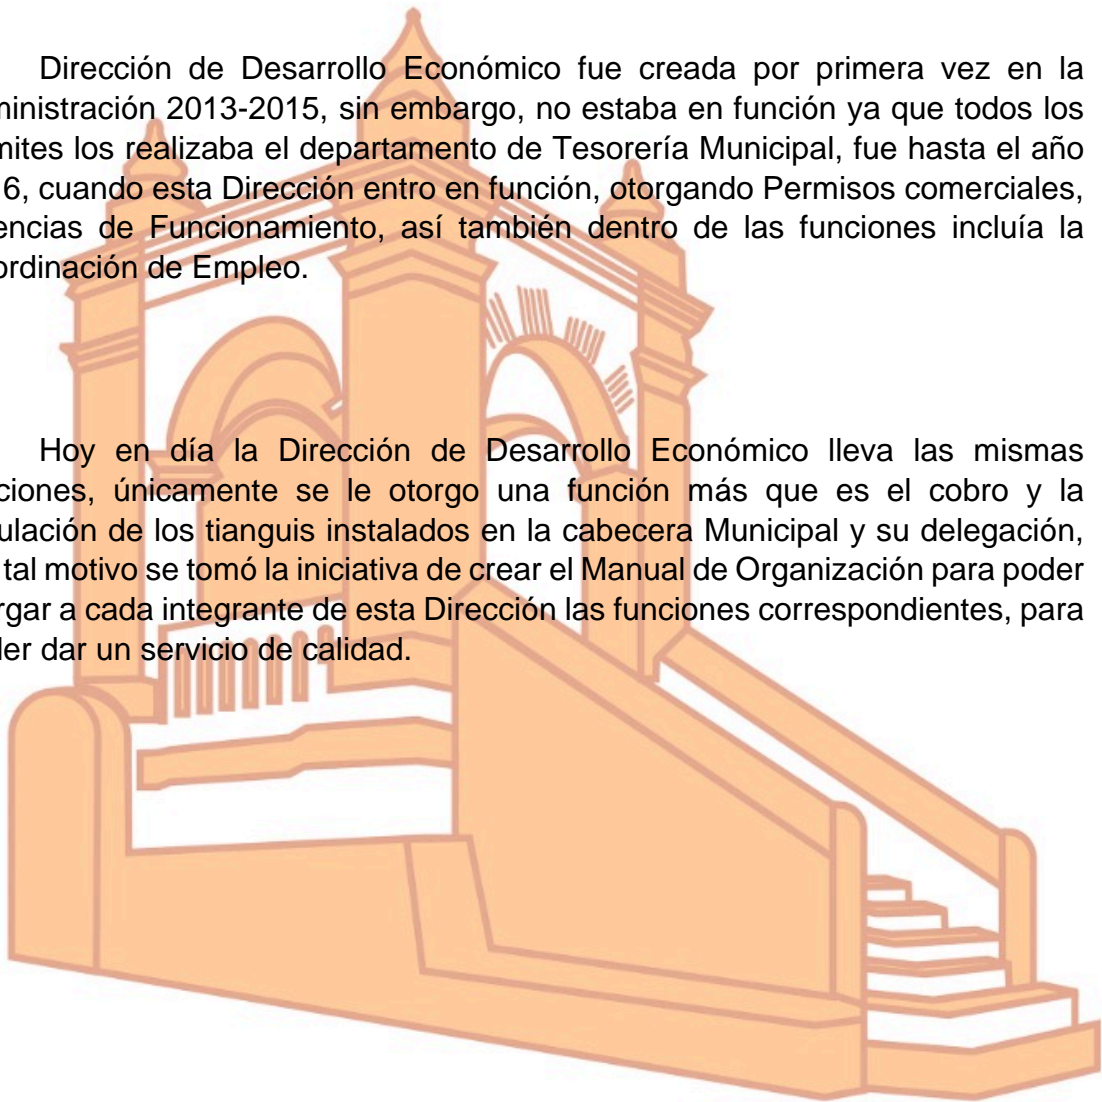 Dirección de Desarrollo Económico fue creada por primera vez en la
ministración 2013-2015, sin embargo, no estaba en función ya que todos los
mites los realizaba el departamento de Tesorería Municipal, fue hasta el año
6, cuando esta Dirección entro en función, otorgando Permisos comerciales,
encias de Funcionamiento, así también dentro de las funciones incluía la
ordinación de Empleo.
Hoy en día la Dirección de Desarrollo Económico lleva las mismas
ciones, únicamente se le otorgo una función más que es el cobro y la
ulación de los tianguis instalados en la cabecera Municipal y su delegación,
tal motivo se tomó la iniciativa de crear el Manual de Organización para poder
rgar a cada integrante de esta Dirección las funciones correspondientes, para
der dar un servicio de calidad.